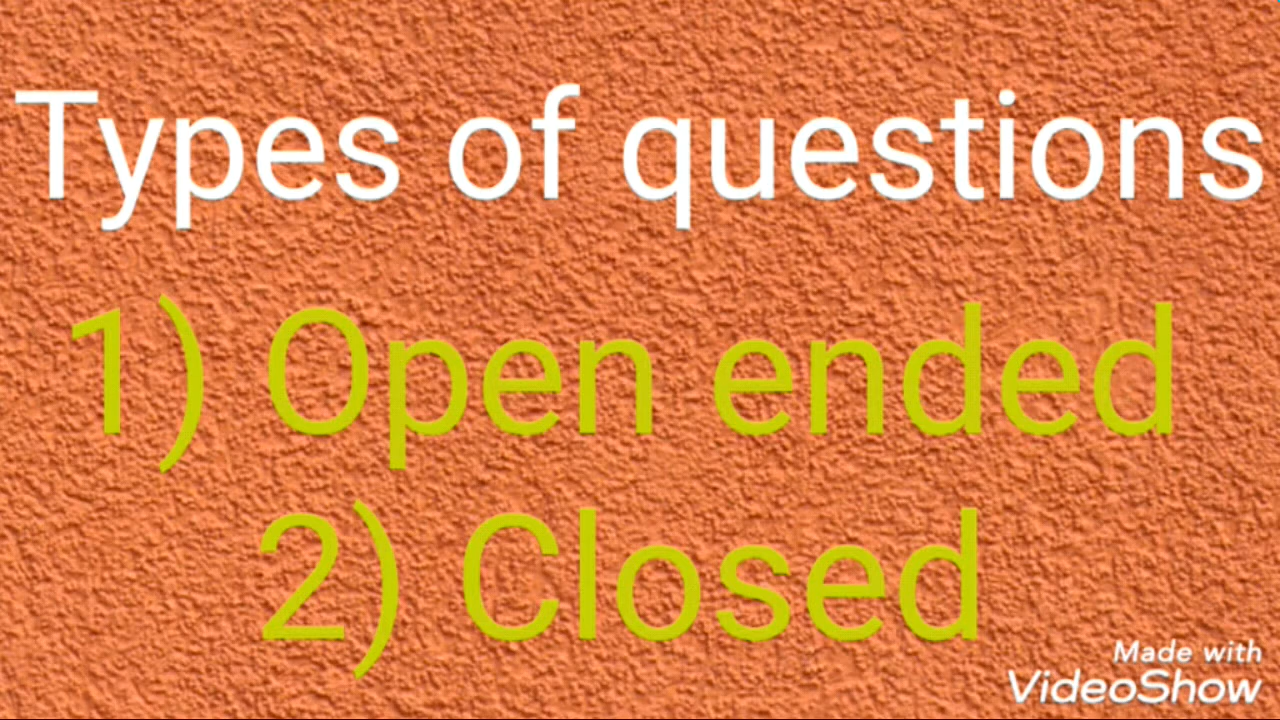 Types of questions
1) Open ended
2) Closed
Made with
VideoShow